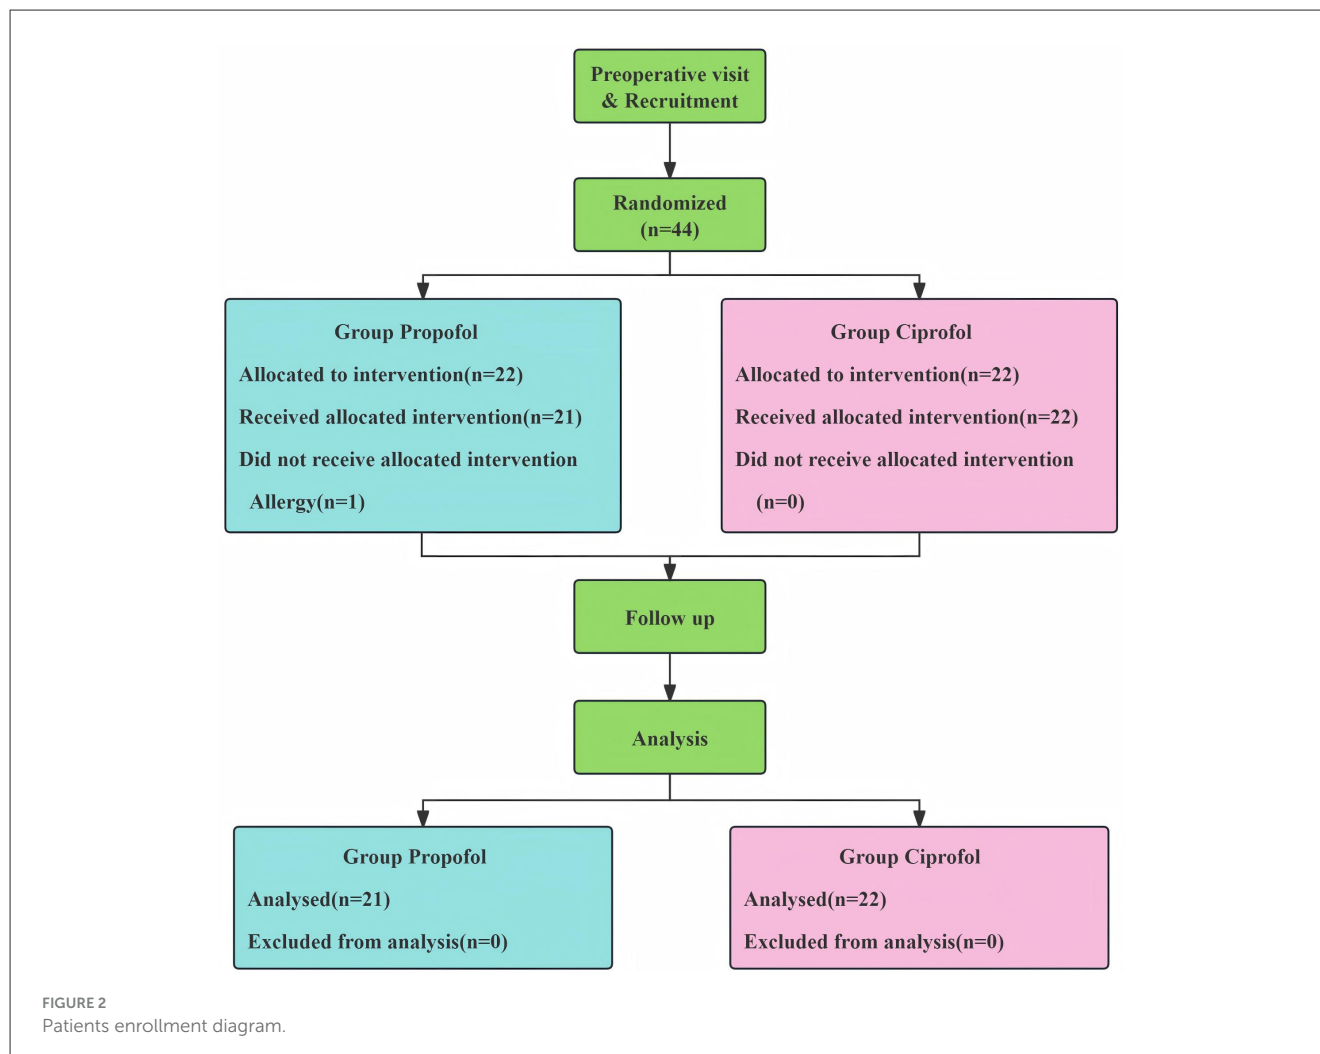 Preoperative visit
& Recruitment
Randomized
(n=44)
Group Propofol
Allocated to intervention(n=22)
Received allocated intervention(n=21)
Did not receive allocated intervention
Allergy(n=1)
Group Ciprofol
Allocated to intervention(n=22)
Received allocated intervention(n=22)
Did not receive allocated intervention
(n=0)
Follow up
Analysis
Group Propofol
Analysed(n=21)
Excluded from analysis(n=0)
Group Ciprofol
Analysed(n=22)
Excluded from analysis(n=0)
FIGURE 2
Patients enrollment diagram.